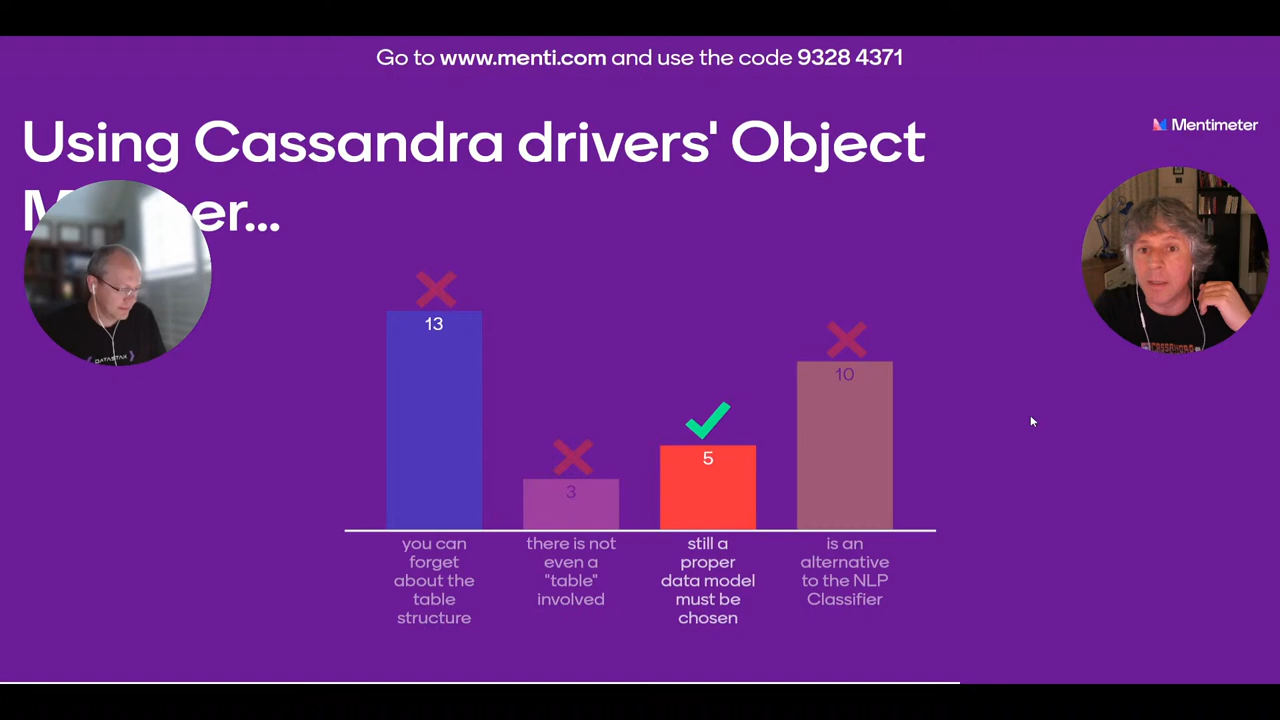 Go to www.menti.com and use the code 9328 4371
Mentimeter
Using Cassandra drivers' Object
13
3
5
10
you can
forget
about the
table
structure
there is not
even a
"table"
involved
still a
proper
data model
must be
chosen
is an
alternative
to the NLP
Classifier
DATASTAX